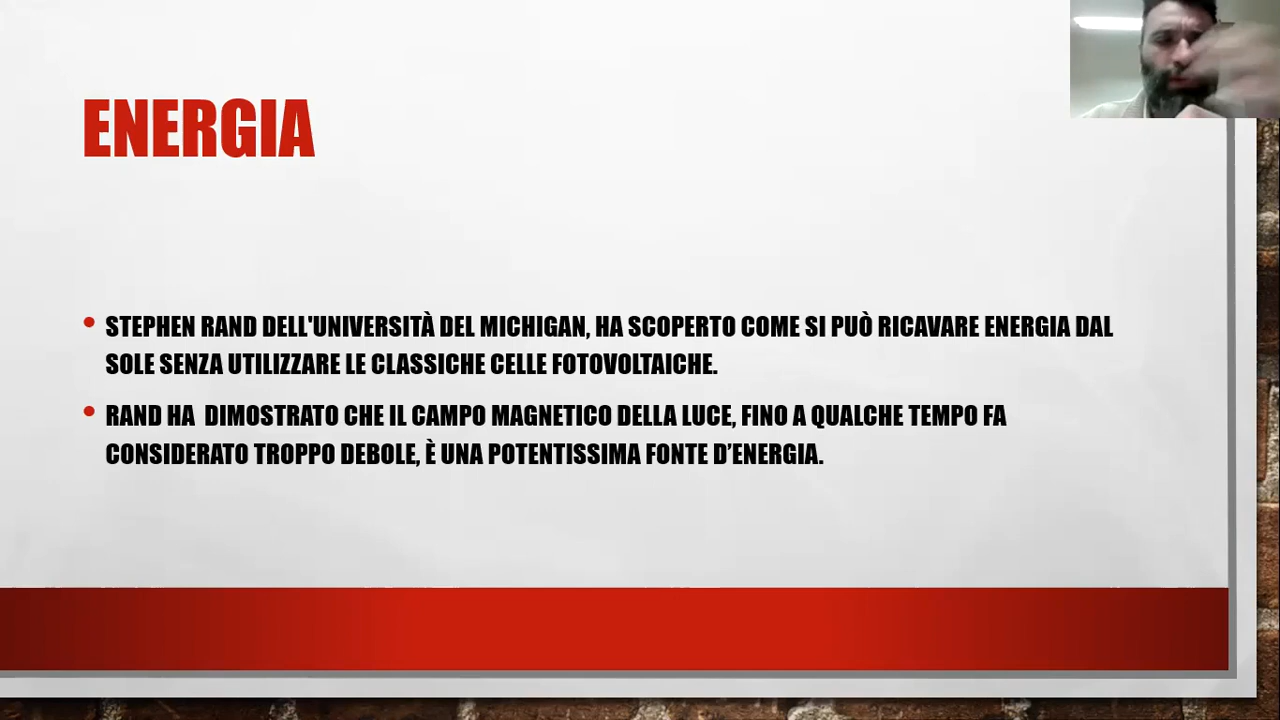 ENERGIA
• STEPHEN RAND DELL'UNIVERSITÀ DEL MICHIGAN, HA SCOPERTO COME SI PUÒ RICAVARE ENERGIA DAL
SOLE SENZA UTILIZZARE LE CLASSICHE CELLE FOTOVOLTAICHE.
• RAND HA  DIMOSTRATO CHE IL CAMPO MAGNETICO DELLA LUCE, FINO A QUALCHE TEMPO FA
CONSIDERATO TROPPO DEBOLE, È UNA POTENTISSIMA FONTE D’ENERGIA.